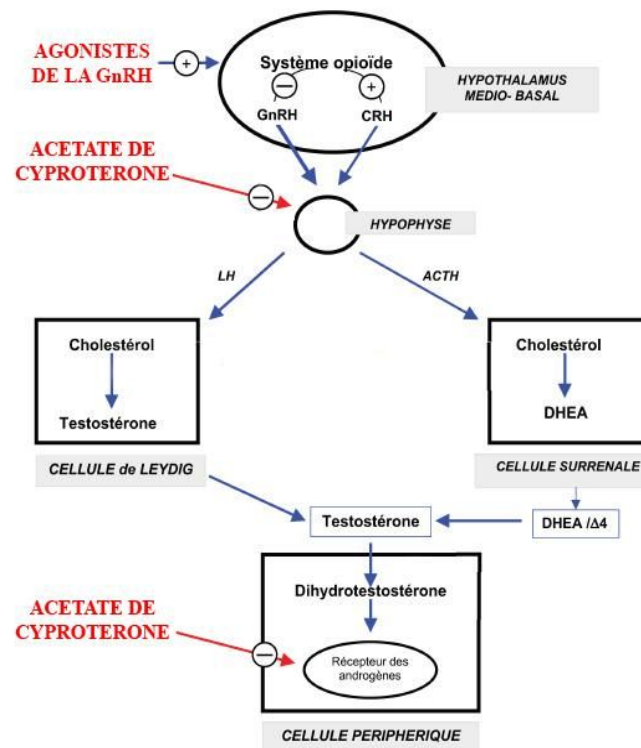 AGONISTES
DE LA GnRH
+
Système opioïde
−
+
GnRH
CRH
HYPOTHALAMUS
MEDIO- BASAL
ACETATE DE
CYPROTERONE
−
HYPOPHYSE
LH
ACTH
Cholestérol
Testostérone
Cholestérol
DHEA
CELLULE de LEYDIG
CELLULE SURRENALE
Testostérone
DHEA /Δ4
Dihydrotestostérone
ACETATE DE
CYPROTERONE
−
Récepteur des
androgènes
CELLULE PERIPHERIQUE